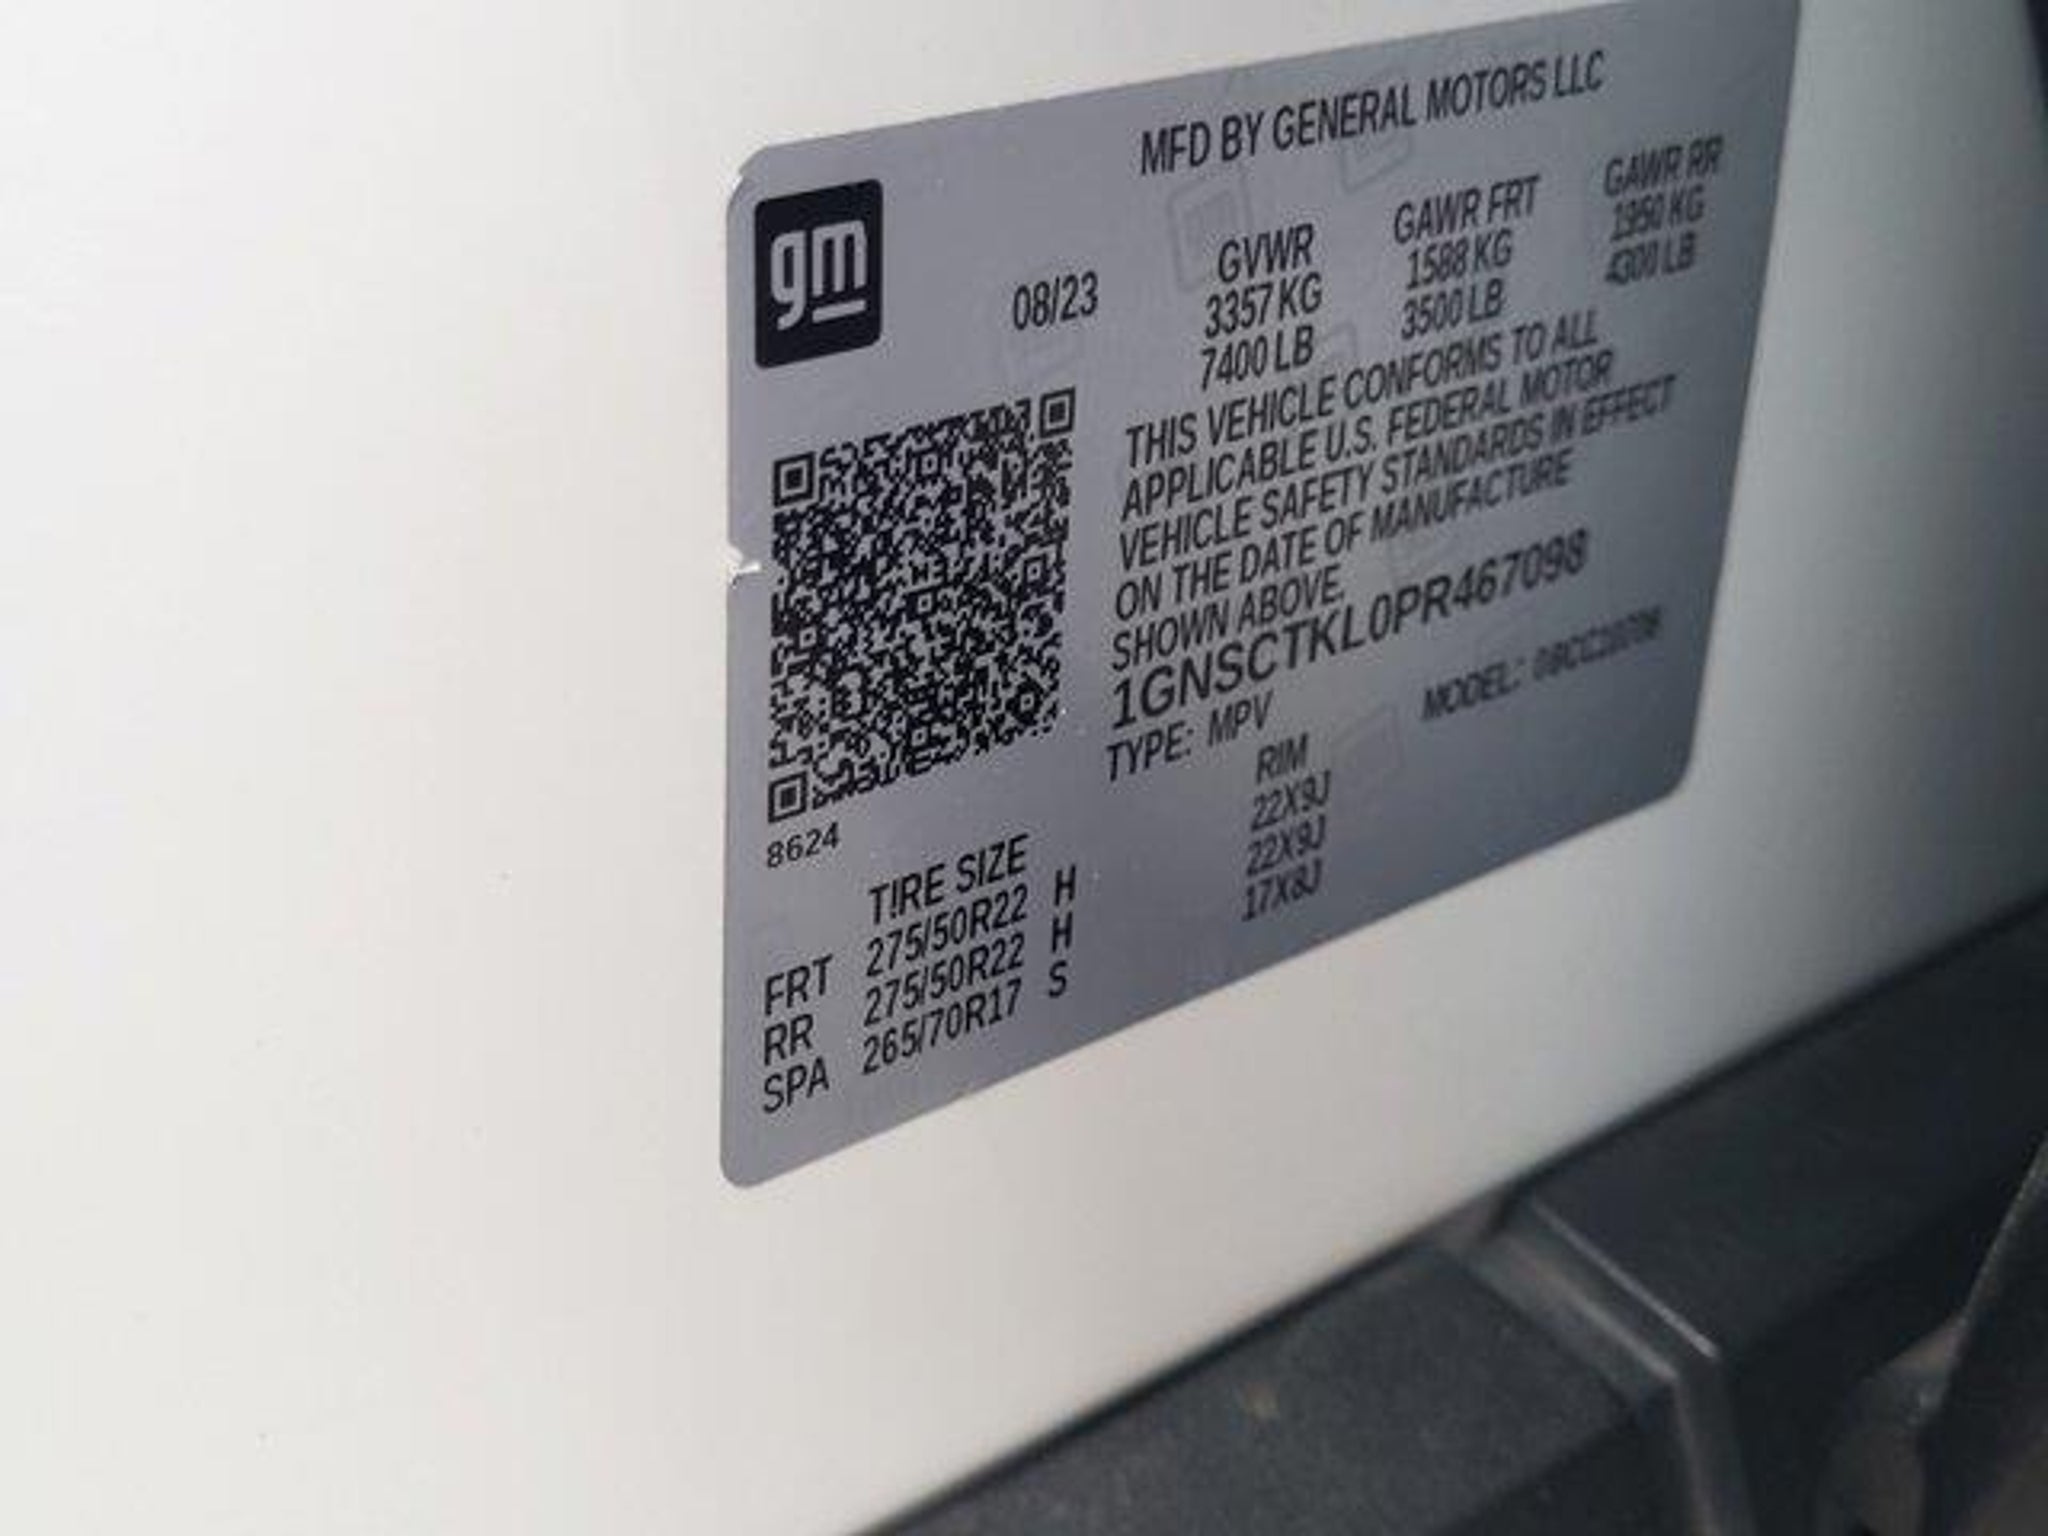 gm
MFD BY GENERAL MOTORS LLC
08/23
GVWR GAWR FRT GAWR RR
3357 KG 1588 KG 1950 KG
7400 LB 3500 LB 4300 LB
THIS VEHICLE CONFORMS TO ALL
APPLICABLE U.S. FEDERAL MOTOR
VEHICLE SAFETY STANDARDS IN EFFECT
ON THE DATE OF MANUFACTURE
SHOWN ABOVE.
1GNSCTKL0PR467098
TYPE: MPV MODEL:
8624
TIRE SIZE RIM
FRT 275/50R22 H 22X9J
RR 275/50R22 H 22X9J
SPA 265/70R17 S 17X8J